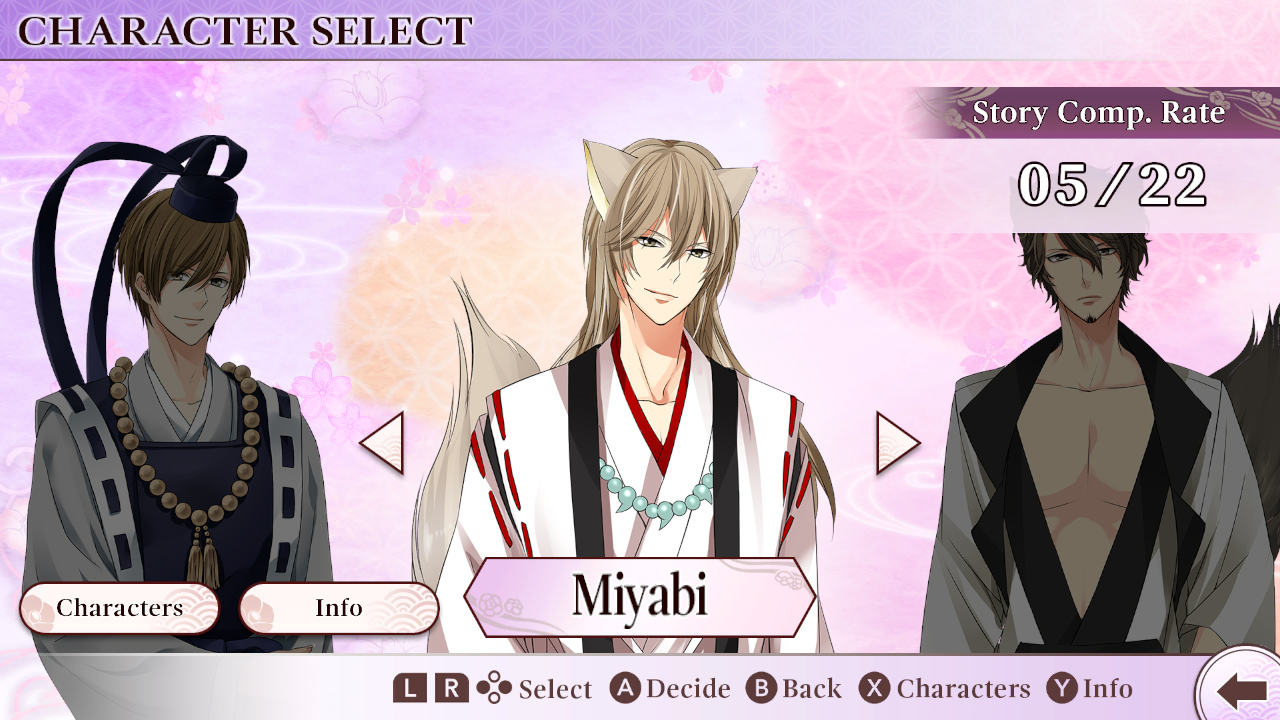 CHARACTER SELECT
Story Comp. Rate
05/22
Characters
Info
Miyabi
L R Select A Decide B Back X Characters Y Info